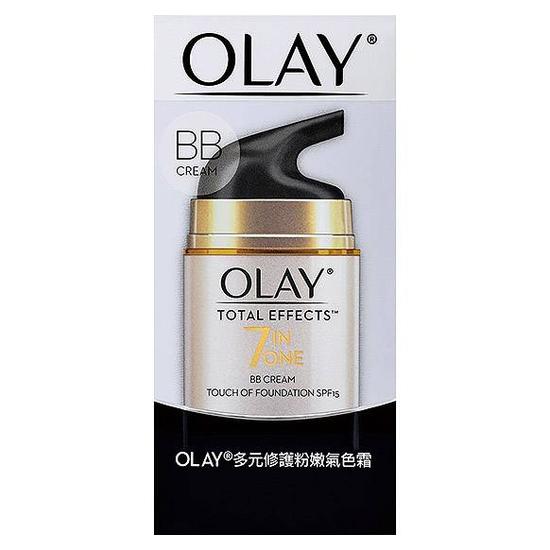 OLAY®
BB
CREAM
OLAY®
TOTAL EFFECTS™
7 IN
ONE
BB CREAM
TOUCH OF FOUNDATION SPF15
OLAY®多元修護粉嫩氣色霜